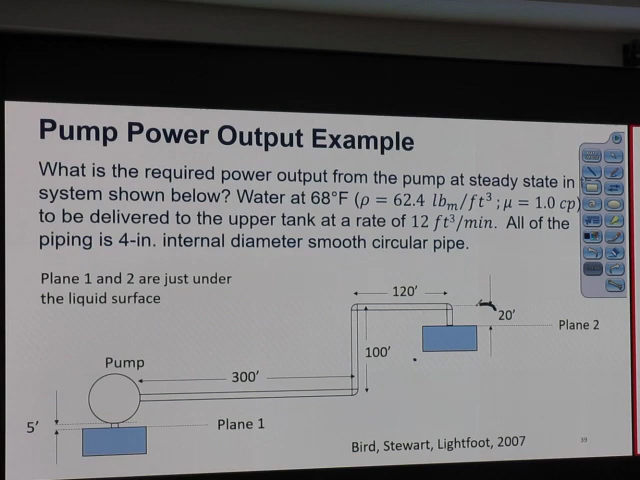 Pump Power Output Example
What is the required power output from the pump at steady state in
system shown below? Water at 68°F (ρ = 62.4 lbₘ/ft³ ; μ = 1.0 cp)
to be delivered to the upper tank at a rate of 12 ft³/min. All of the
piping is 4-in. internal diameter smooth circular pipe.
Plane 1 and 2 are just under
the liquid surface
120'
20'
Plane 2
100'
Pump
300'
5'
Plane 1
Bird, Stewart, Lightfoot, 2007
39